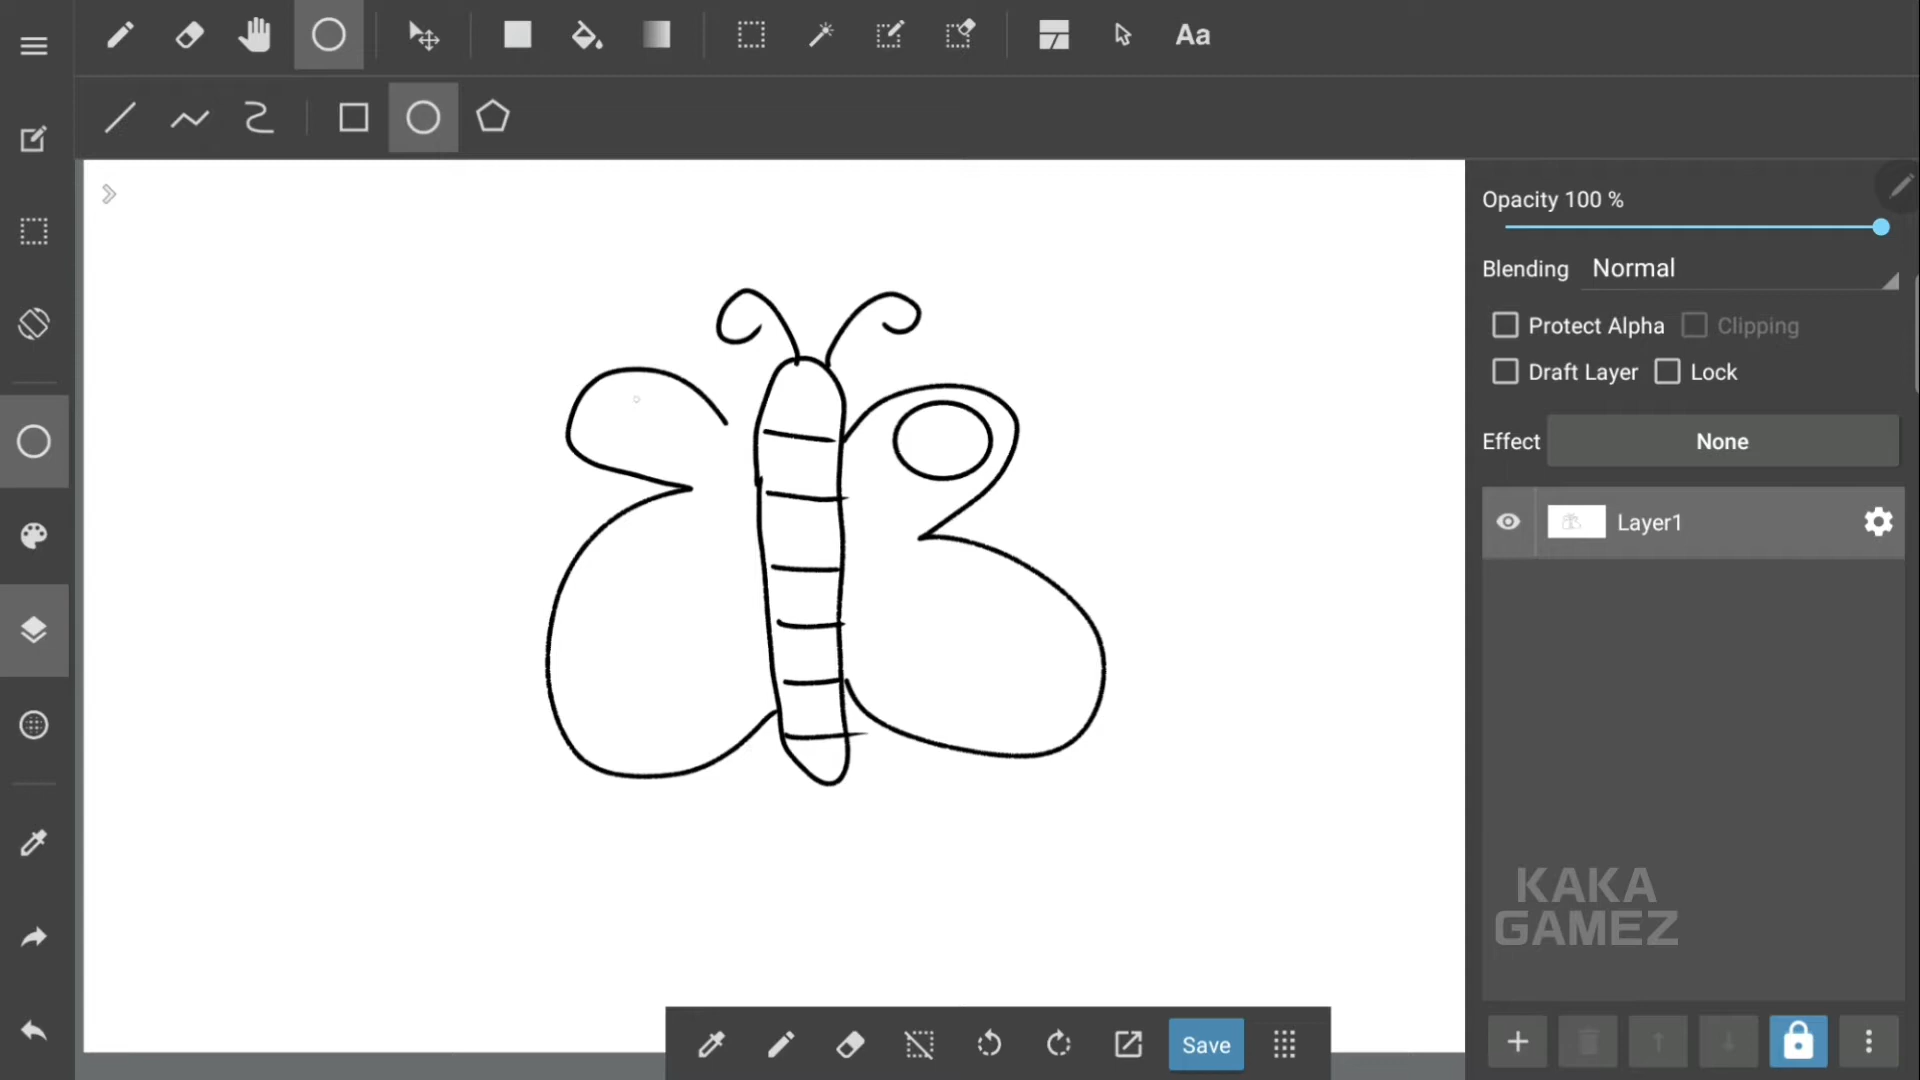 Aa
Opacity 100 %
Blending Normal
Protect Alpha Clipping
Draft Layer Lock
Effect None
Layer1
KAKA
GAMEZ
Save